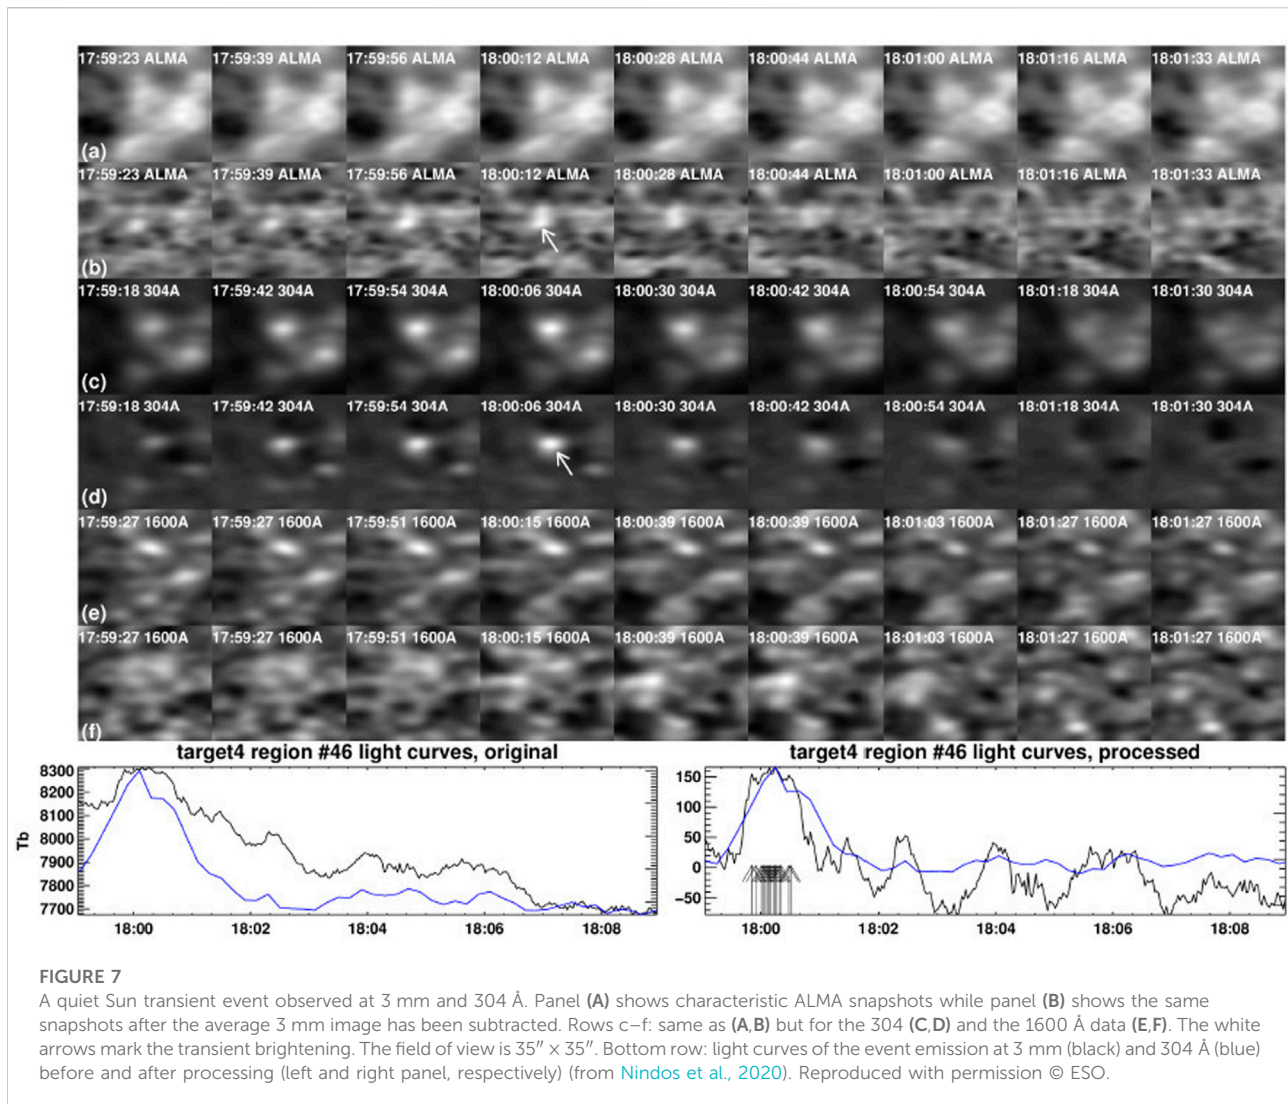 17:59:23 ALMA 17:59:39 ALMA 17:59:56 ALMA 18:00:12 ALMA 18:00:28 ALMA 18:00:44 ALMA 18:01:00 ALMA 18:01:16 ALMA 18:01:33 ALMA
(a)
17:59:23 ALMA 17:59:39 ALMA 17:59:56 ALMA 18:00:12 ALMA 18:00:28 ALMA 18:00:44 ALMA 18:01:00 ALMA 18:01:16 ALMA 18:01:33 ALMA
(b)
17:59:18 304A 17:59:42 304A 17:59:54 304A 18:00:06 304A 18:00:30 304A 18:00:42 304A 18:00:54 304A 18:01:18 304A 18:01:30 304A
(c)
17:59:18 304A 17:59:42 304A 17:59:54 304A 18:00:06 304A 18:00:30 304A 18:00:42 304A 18:00:54 304A 18:01:18 304A 18:01:30 304A
(d)
17:59:27 1600A 17:59:27 1600A 17:59:51 1600A 18:00:15 1600A 18:00:39 1600A 18:00:39 1600A 18:01:03 1600A 18:01:27 1600A 18:01:27 1600A
(e)
17:59:27 1600A 17:59:27 1600A 17:59:51 1600A 18:00:15 1600A 18:00:39 1600A 18:00:39 1600A 18:01:03 1600A 18:01:27 1600A 18:01:27 1600A
(f)
target4 region #46 light curves, original
8300
8200
8100
8000
7900
7800
7700
Tb
18:00 18:02 18:04 18:06 18:08
target4 region #46 light curves, processed
150
100
50
0
-50
18:00 18:02 18:04 18:06 18:08
FIGURE 7
A quiet Sun transient event observed at 3 mm and 304 Å. Panel (A) shows characteristic ALMA snapshots while panel (B) shows the same
snapshots after the average 3 mm image has been subtracted. Rows c–f: same as (A,B) but for the 304 (C,D) and the 1600 Å data (E,F). The white
arrows mark the transient brightening. The field of view is 35″ × 35″. Bottom row: light curves of the event emission at 3 mm (black) and 304 Å (blue)
before and after processing (left and right panel, respectively) (from Nindos et al., 2020). Reproduced with permission © ESO.